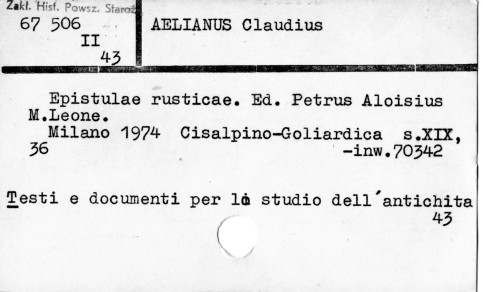 Zakł. Hist. Powsz. Staroż
67 506
II
43
AELIANUS Claudius
Epistulae rusticae. Ed. Petrus Aloisius
M.Leone.
Milano 1974 Cisalpino-Goliardica s.XIX,
36 -inw.70342
Testi e documenti per lo studio dell'antichita
43